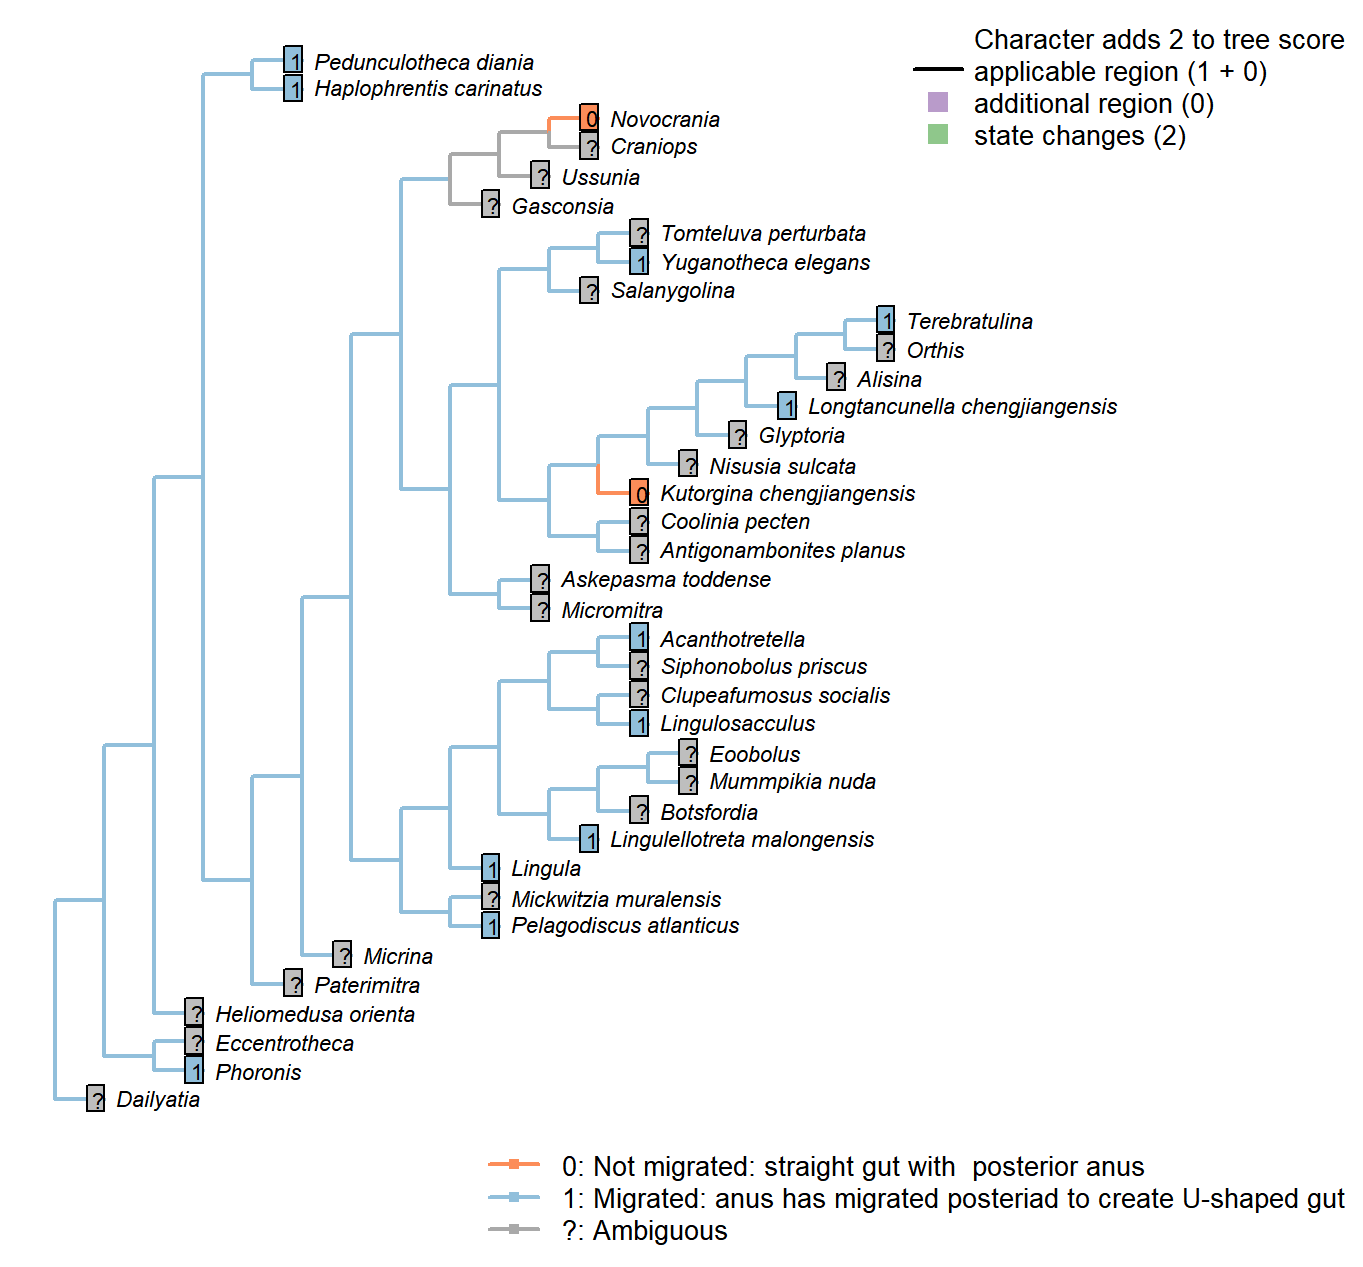 Character adds 2 to tree score
applicable region (1 + 0)
additional region (0)
state changes (2)
1 Pedunculotheca diania
1 Haplophrentis carinatus
0 Novocrania
? Craniops
? Ussunia
? Gasconsia
? Tomteluva perturbata
1 Yuganotheca elegans
? Salanygolina
1 Terebratulina
? Orthis
? Alisina
1 Longtancunella chengjiangensis
? Glyptoria
? Nisusia sulcata
0 Kutorgina chengjiangensis
? Coolinia pecten
? Antigonambonites planus
? Askepasma toddense
? Micromitra
1 Acanthotretella
? Siphonobolus priscus
? Clupeafumosus socialis
1 Lingulosacculus
? Eoobolus
? Mummpikia nuda
? Botsfordia
1 Lingulellotreta malongensis
1 Lingula
? Mickwitzia muralensis
1 Pelagodiscus atlanticus
? Micrina
? Paterimitra
? Heliomedusa orienta
? Eccentrotheca
1 Phoronis
? Dailyatia
0: Not migrated: straight gut with  posterior anus
1: Migrated: anus has migrated posteriad to create U-shaped gut
?: Ambiguous